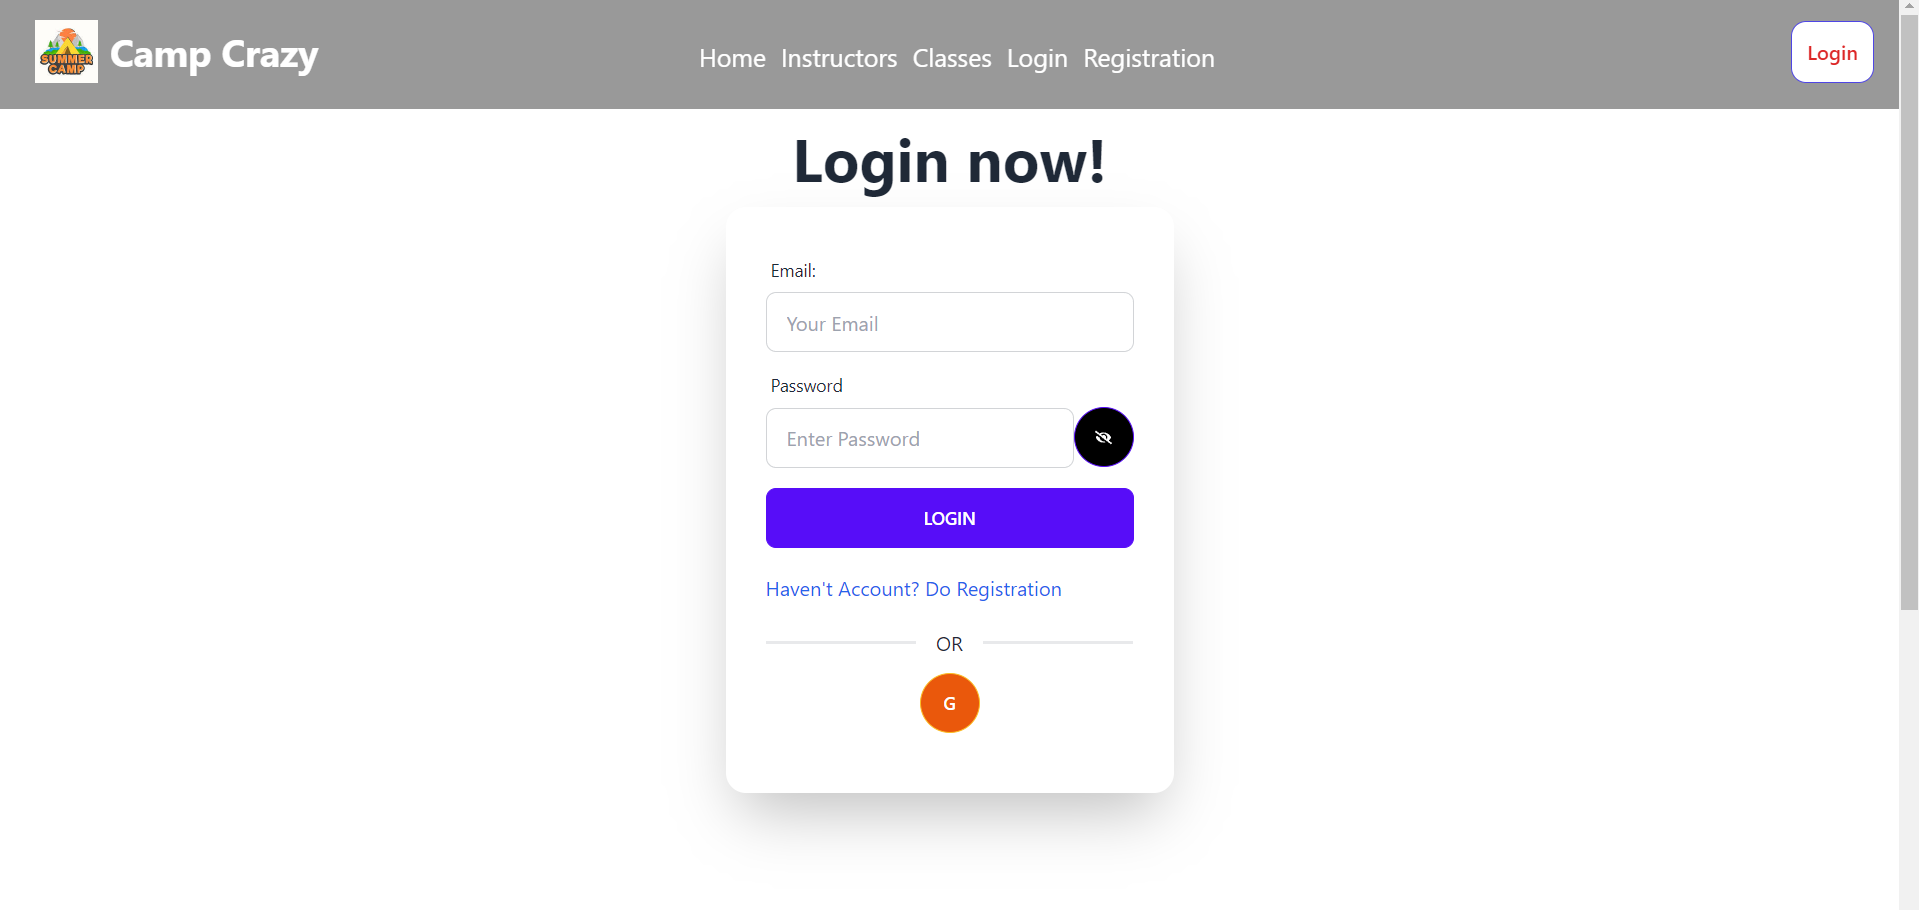 SUMMER
CAMP
Camp Crazy
Home Instructors Classes Login Registration
Login
Login now!
Email:
Your Email
Password
Enter Password
LOGIN
Haven't Account? Do Registration
OR
G